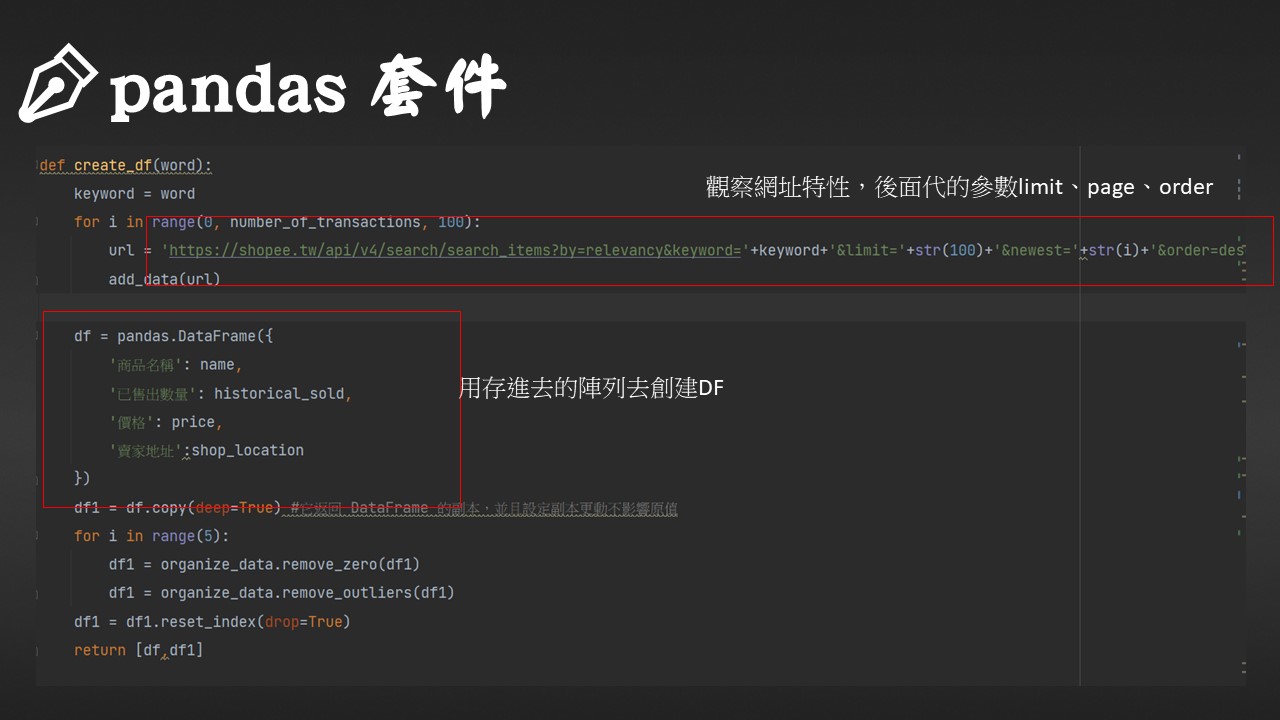 pandas 套件
def create_df(word):
keyword = word
觀察網址特性，後面代的參數limit、page、order
for i in range(0, number_of_transactions, 100):
url = 'https://shopee.tw/api/v4/search/search_items?by=relevancy&keyword='+keyword+'&limit='+str(100)+'&newest='+str(i)+'&order=des
add_data(url)
df = pandas.DataFrame({
'商品名稱': name,
'已售出數量': historical_sold,
用存進去的陣列去創建DF
'價格': price,
'賣家地址':shop_location
})
df1 = df.copy(deep=True) #它返回 DataFrame 的副本，並且設定副本更動不影響原值
for i in range(5):
df1 = organize_data.remove_zero(df1)
df1 = organize_data.remove_outliers(df1)
df1 = df1.reset_index(drop=True)
return [df,df1]